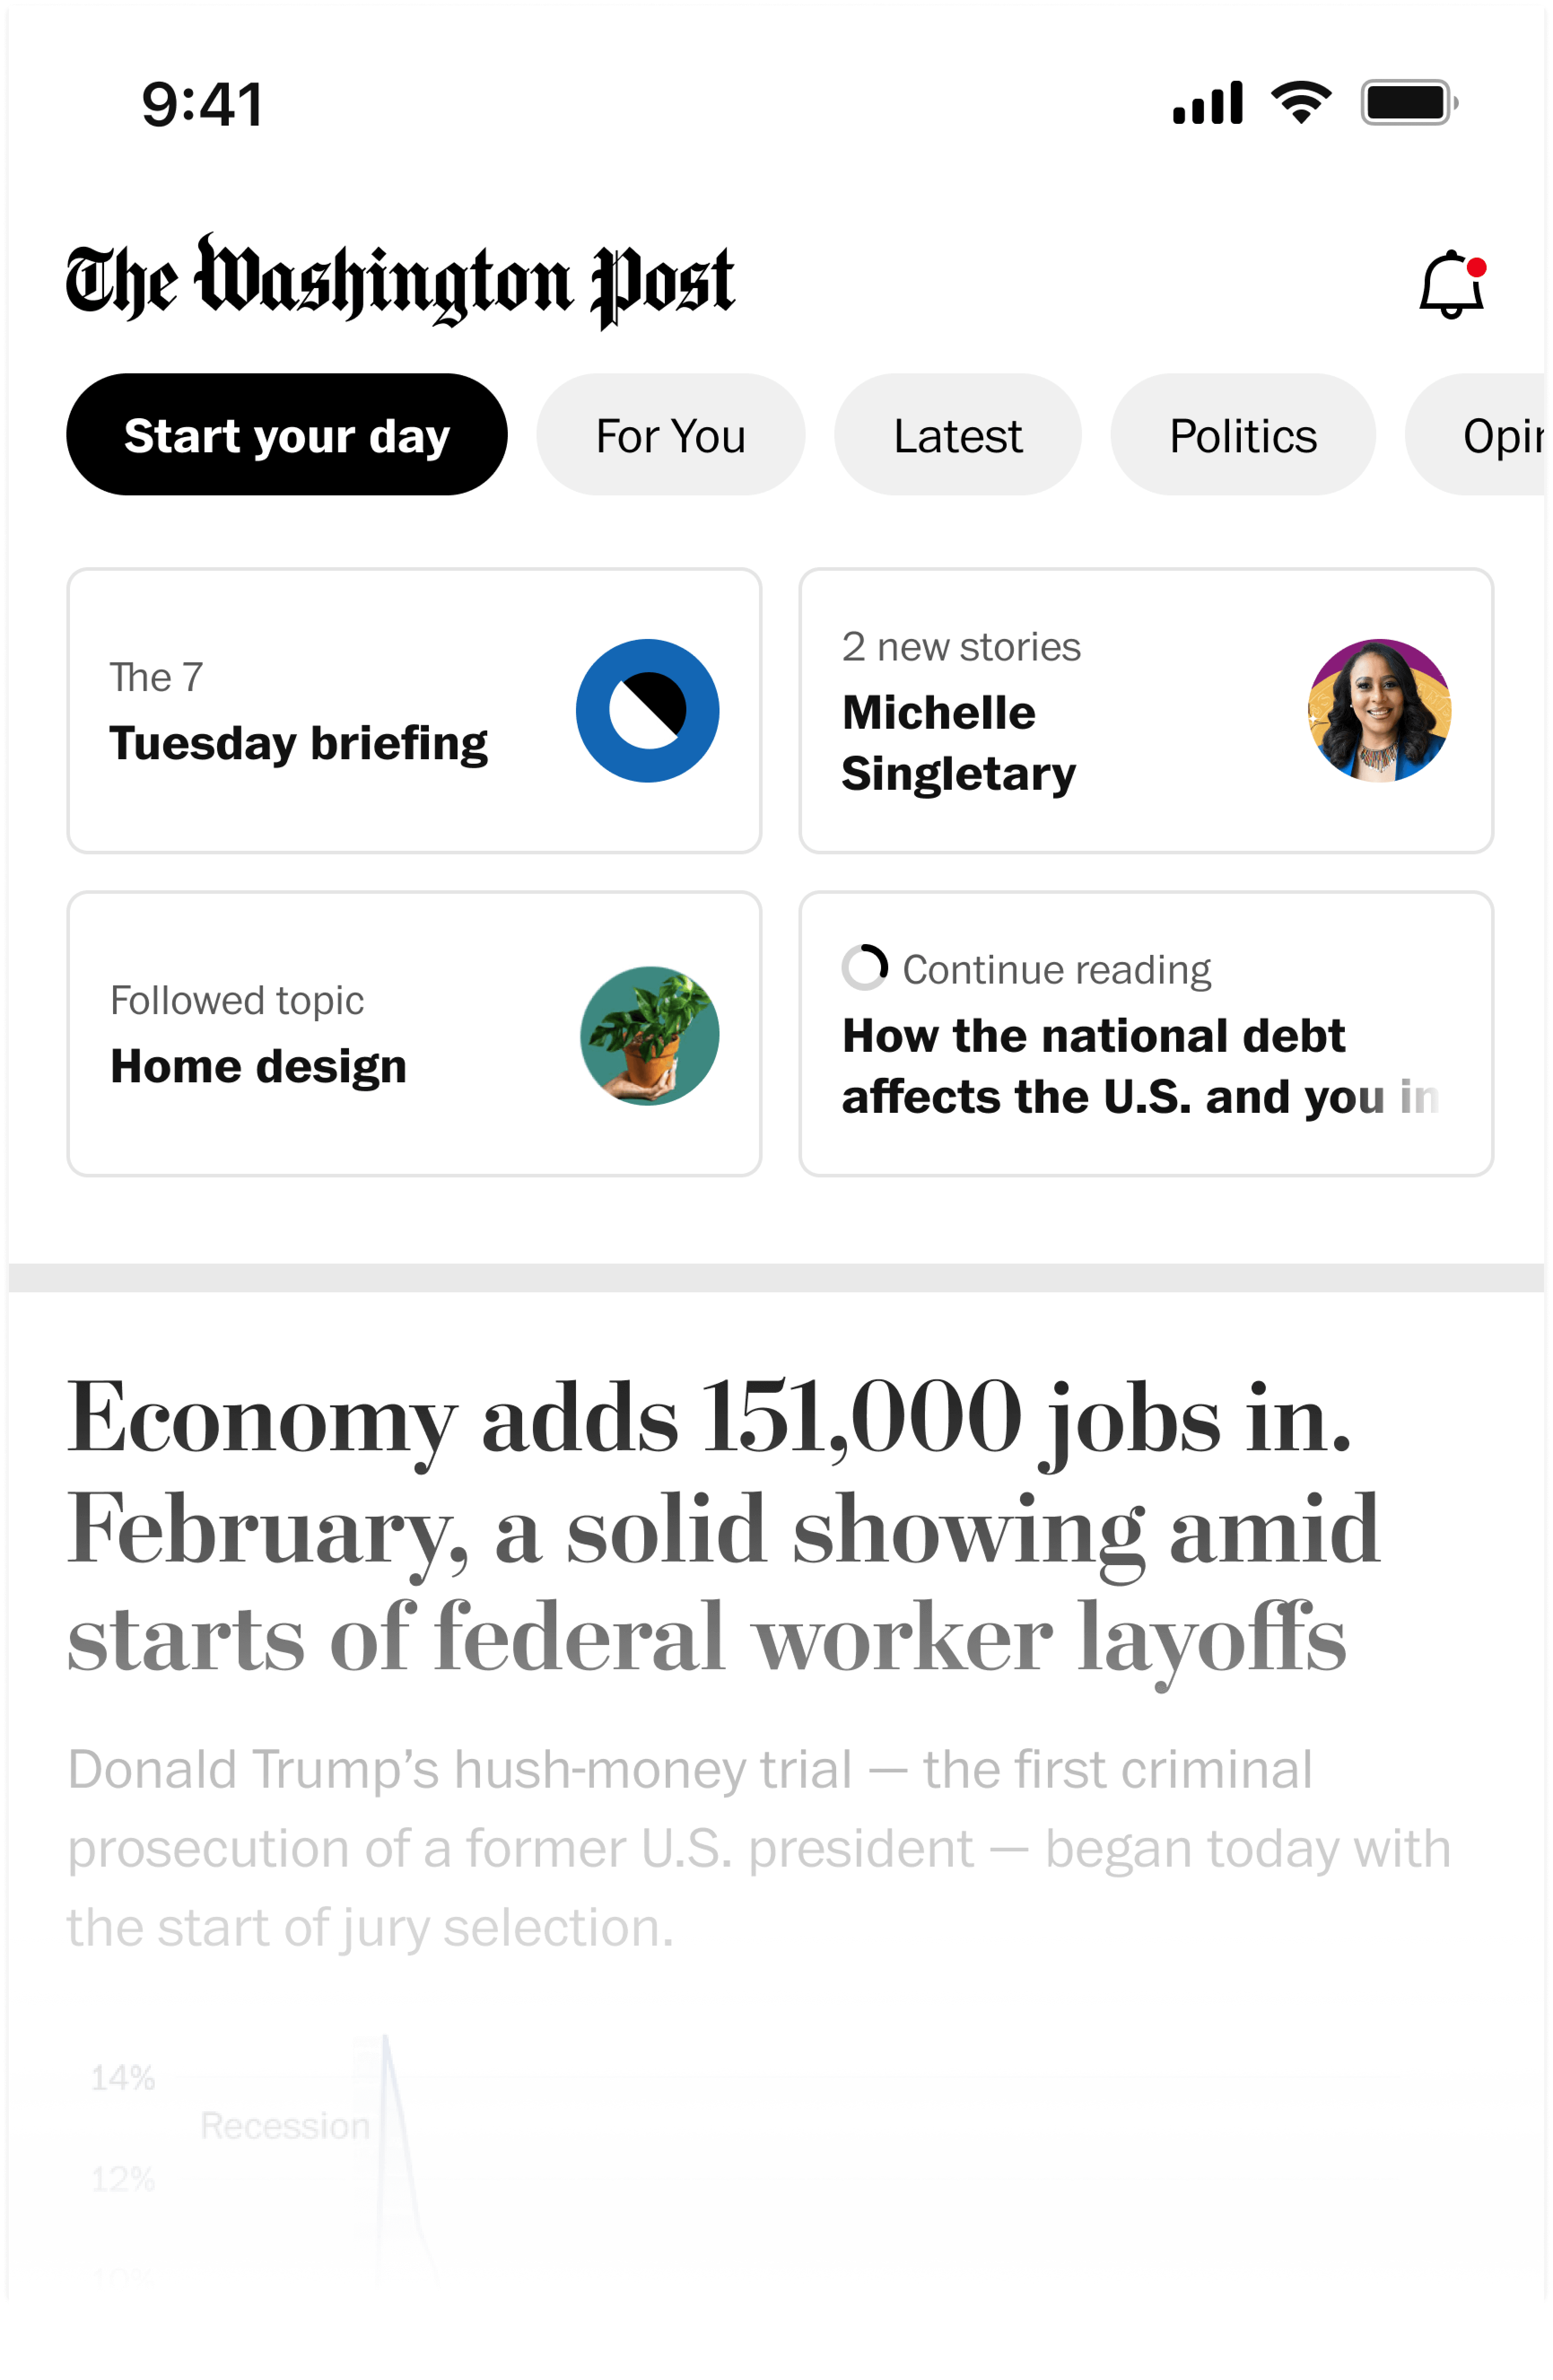 9:41
The Washington Post
Start your day
For You
Latest
Politics
The 7
Tuesday briefing
2 new stories
Michelle
Singletary
Followed topic
Home design
Continue reading
How the national debt
affects the U.S. and you in
Economy adds 151,000 jobs in.
February, a solid showing amid
starts of federal worker layoffs
Donald Trump’s hush-money trial — the first criminal
prosecution of a former U.S. president — began today with
the start of jury selection.
14%
Recession
12%
10%